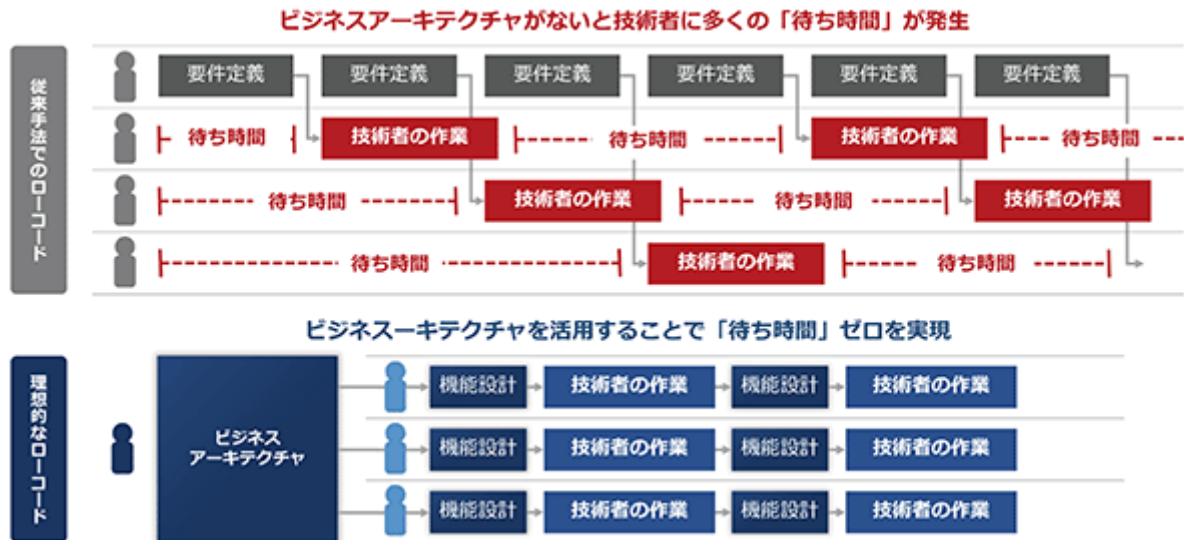 ビジネスアーキテクチャがないと技術者に多くの「待ち時間」が発生
従来手法でのローコード
要件定義 要件定義 要件定義 要件定義 要件定義 要件定義
待ち時間 技術者の作業 待ち時間 技術者の作業 待ち時間
待ち時間 技術者の作業 待ち時間 技術者の作業
待ち時間 技術者の作業 待ち時間
ビジネスーキテクチャを活用することで「待ち時間」ゼロを実現
理想的なローコード
ビジネス
アーキテクチャ
機能設計 技術者の作業 機能設計 技術者の作業
機能設計 技術者の作業 機能設計 技術者の作業
機能設計 技術者の作業 機能設計 技術者の作業